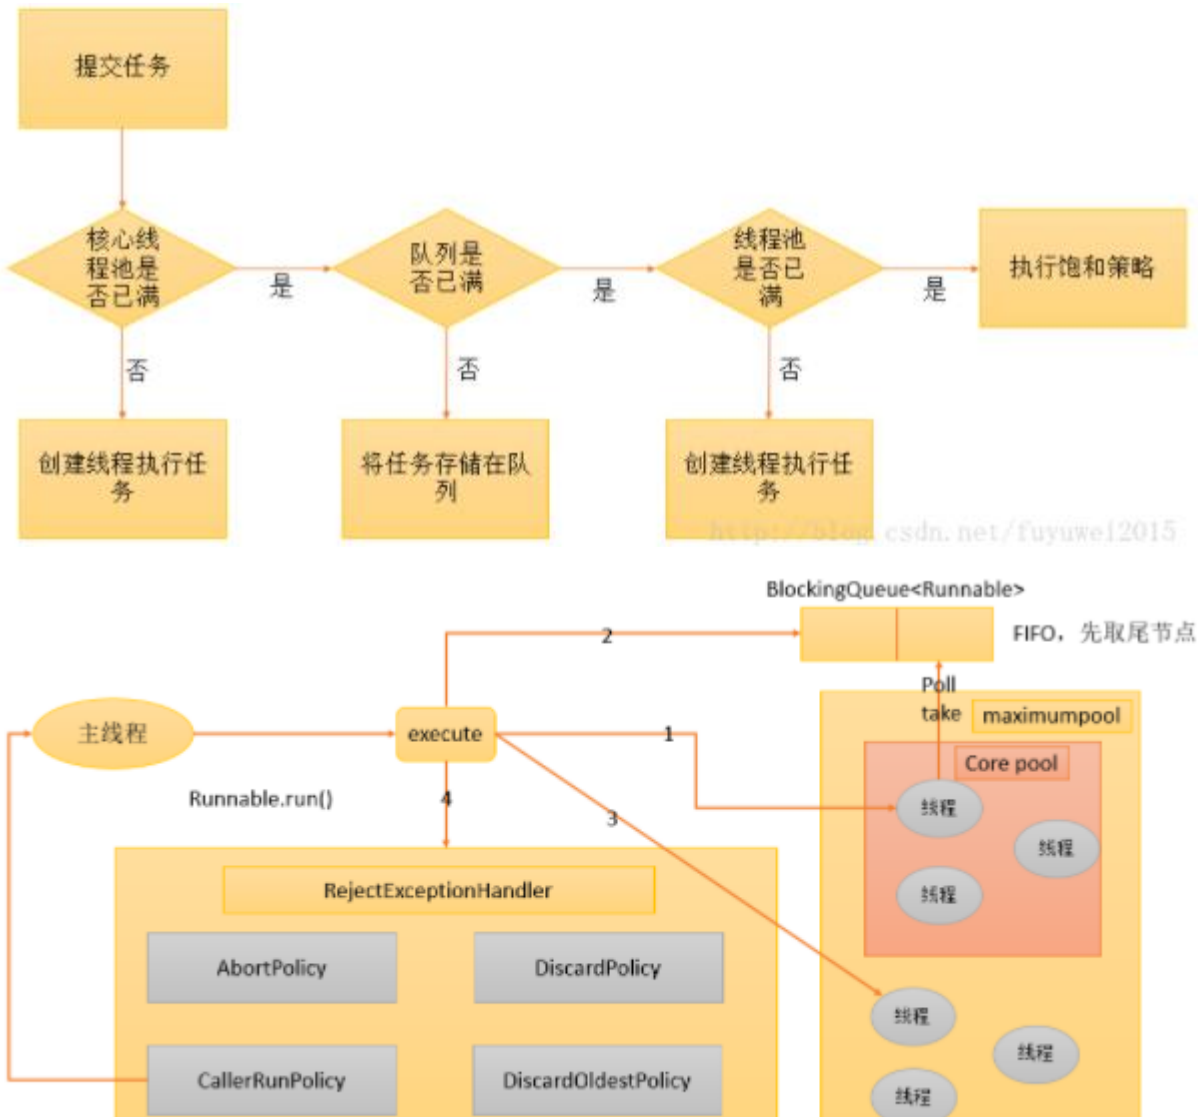 提交任务
核心线
程池是
否已满
是
队列是
否已满
是
线程池
是否已
满
是
执行饱和策略
否
否
否
创建线程执行任
务
将任务存储在队
列
创建线程执行任
务
http://blog.csdn.net/fuyuwei2015
BlockingQueue<Runnable>
2
FIFO，先取尾节点
Poll
take
maximumpool
主线程
execute
1
Core pool
Runnable.run()
4
3
线程
线程
线程
RejectExceptionHandler
AbortPolicy
DiscardPolicy
线程
线程
CallerRunPolicy
DiscardOldestPolicy
线程